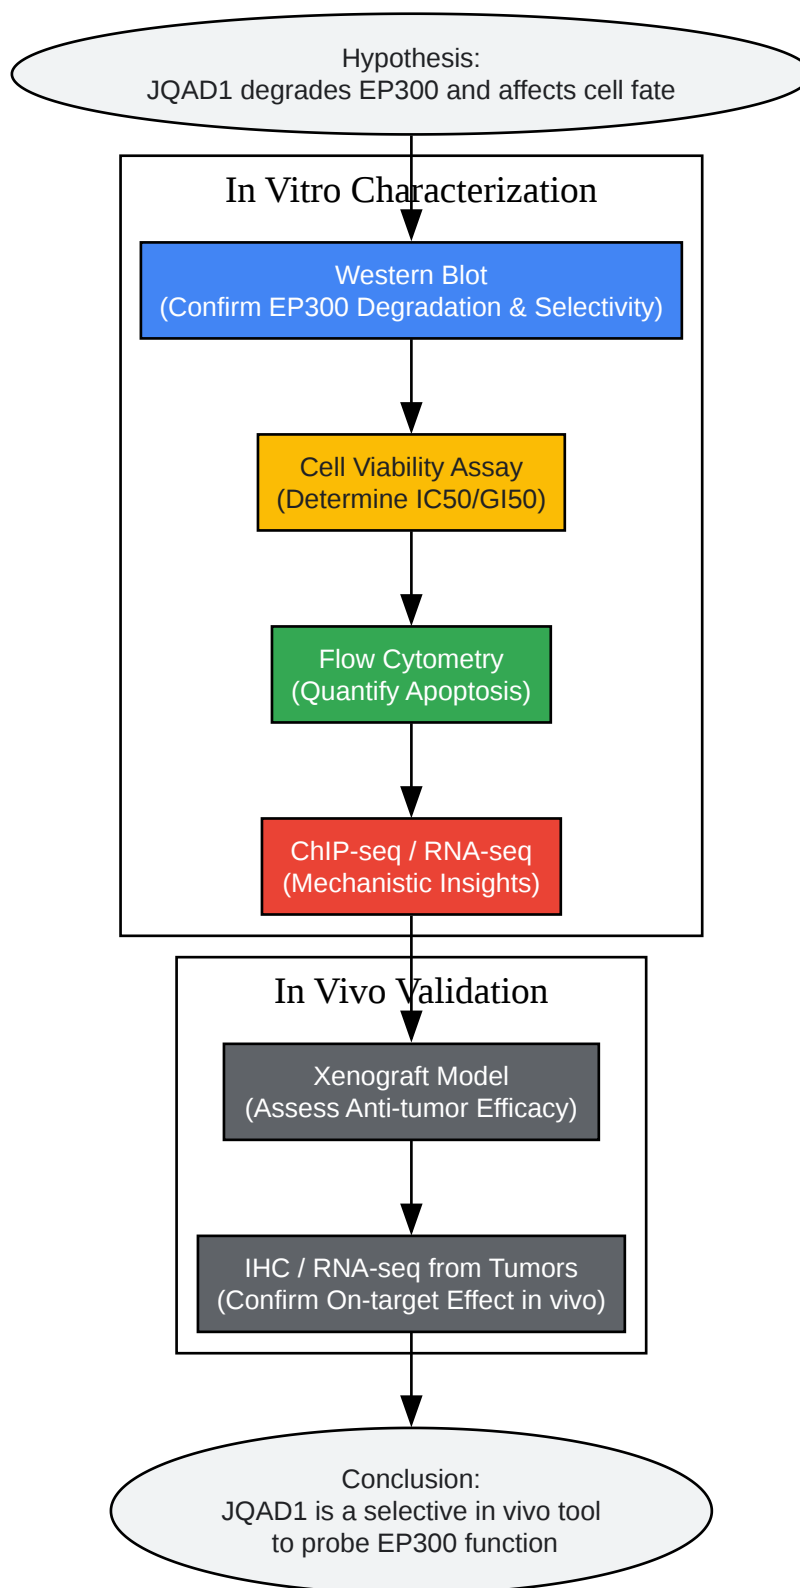 Hypothesis:
JQAD1 degrades EP300 and affects cell fate
In Vitro Characterization
Western Blot
(Confirm EP300 Degradation & Selectivity)
Cell Viability Assay
(Determine IC50/GI50)
Flow Cytometry
(Quantify Apoptosis)
ChIP-seq / RNA-seq
(Mechanistic Insights)
In Vivo Validation
Xenograft Model
(Assess Anti-tumor Efficacy)
IHC / RNA-seq from Tumors
(Confirm On-target Effect in vivo)
Conclusion:
JQAD1 is a selective in vivo tool
to probe EP300 function